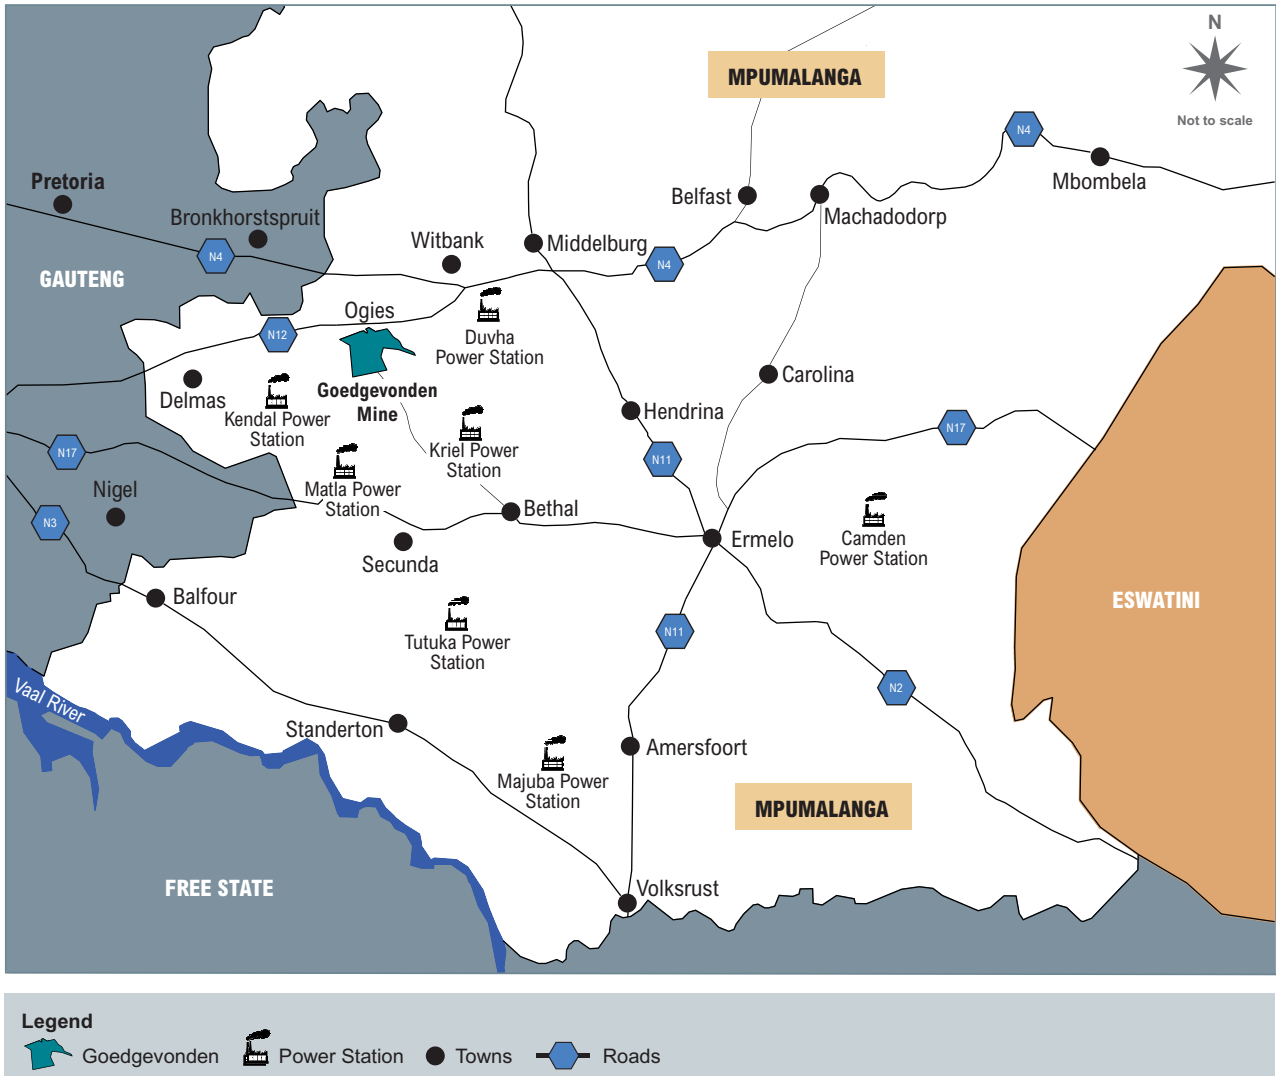 N
MPUMALANGA
Not to scale
N4
Mbombela
Pretoria
Belfast
Machadodorp
Bronkhorstspruit
Witbank
Middelburg
N4
N4
GAUTENG
Ogies
N12
Duvha
Power Station
Goedgevonden
Mine
Delmas
Carolina
Kendal Power
Station
Hendrina
N17
N17
Kriel Power
Station
N11
Matla Power
Station
Nigel
N3
Bethal
Ermelo
Camden
Power Station
Secunda
Balfour
ESWATINI
Tutuka Power
Station
N11
N2
Vaal River
Standerton
Amersfoort
Majuba Power
Station
MPUMALANGA
FREE STATE
Volksrust
Legend
Goedgevonden
Power Station
Towns
Roads